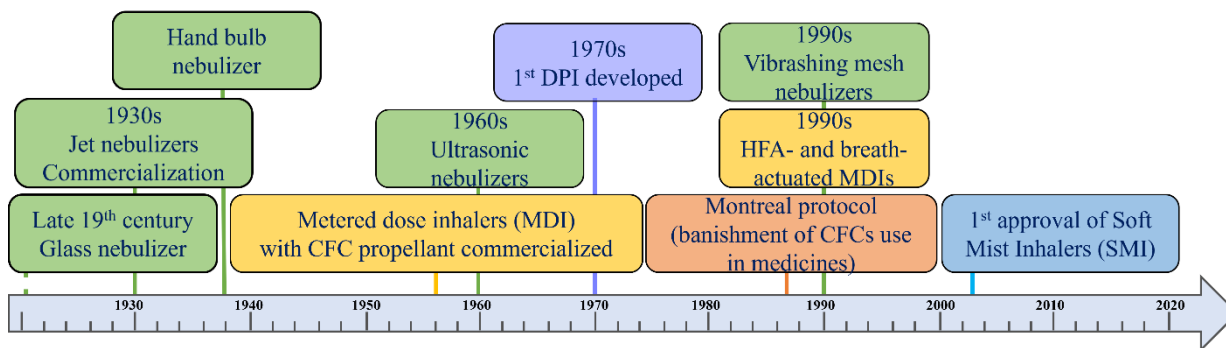 Hand bulb
nebulizer
1970s
1st DPI developed
1990s
Vibrashing mesh
nebulizers
1930s
Jet nebulizers
Commercialization
1960s
Ultrasonic
nebulizers
1990s
HFA- and breath-
actuated MDIs
Late 19th century
Glass nebulizer
Metered dose inhalers (MDI)
with CFC propellant commercialized
Montreal protocol
(banishment of CFCs use
in medicines)
1st approval of Soft
Mist Inhalers (SMI)
1930 1940 1950 1960 1970 1980 1990 2000 2010 2020